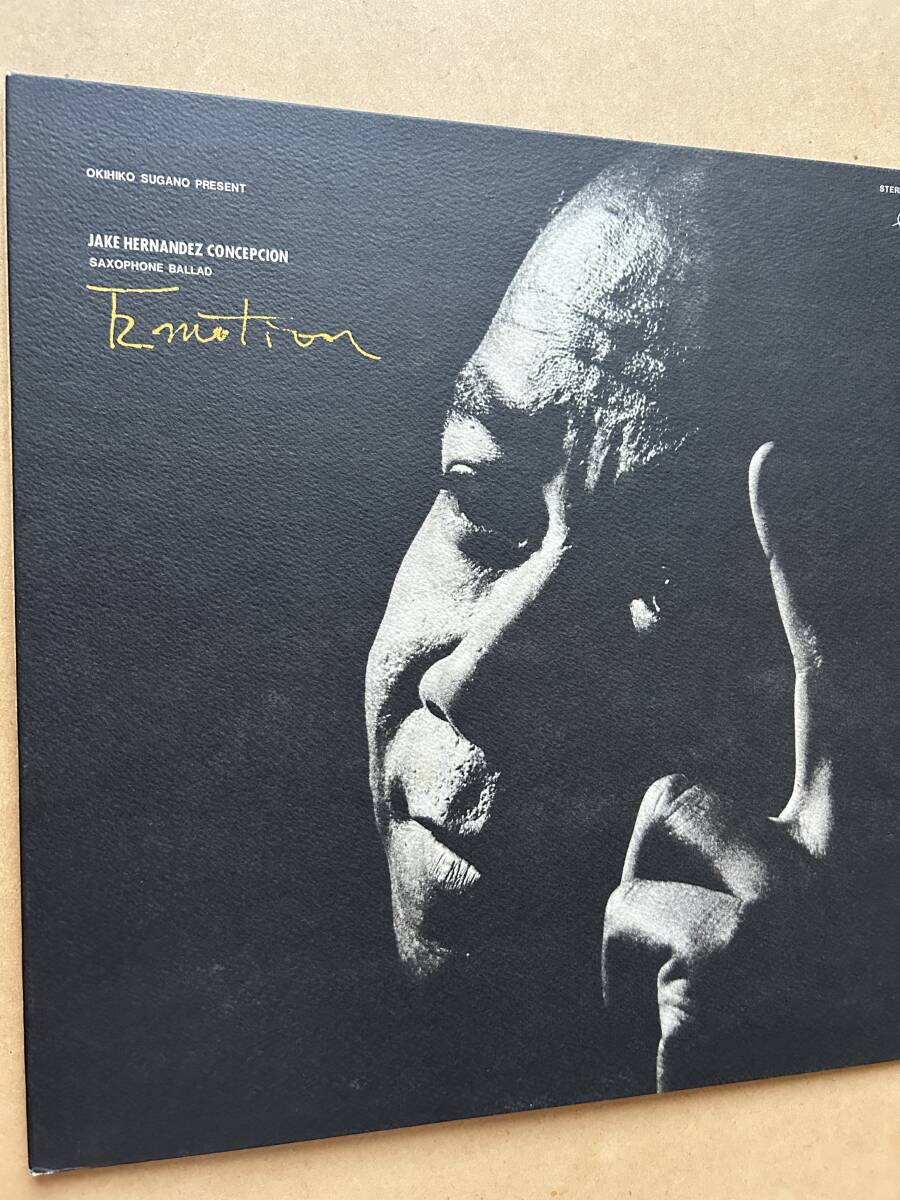 OKIHIKO SUGANO PRESENT
JAKE HERNANDEZ CONCEPCION
SAXOPHONE BALLAD
Emotion